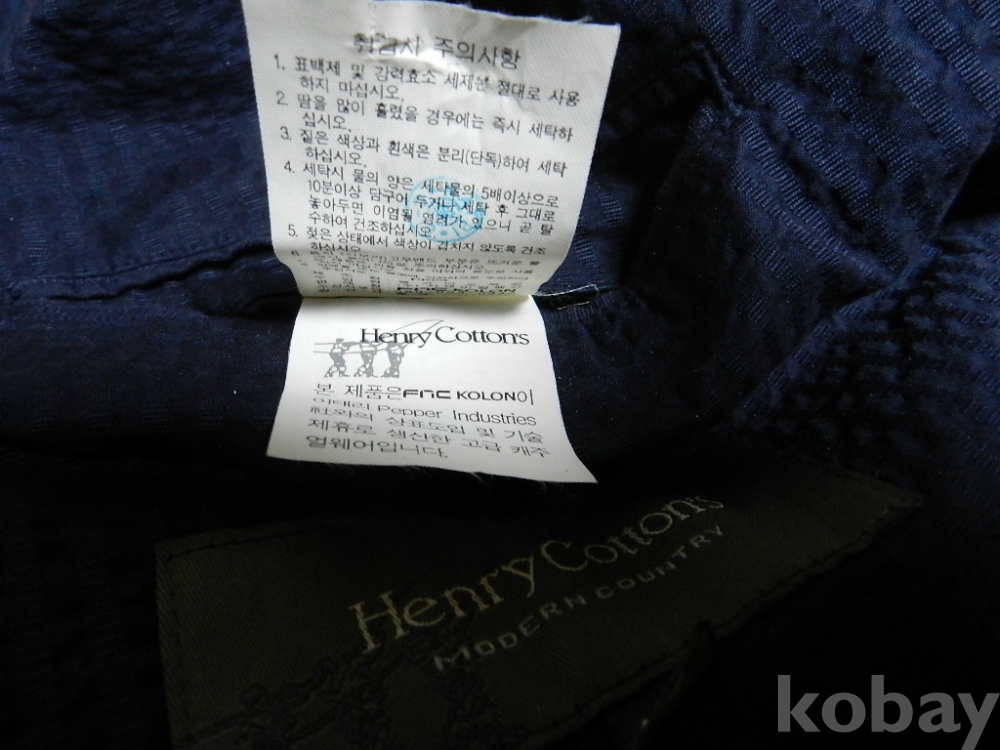 취급시 주의사항
1. 표백제 및 강력효소 세제는 절대로 사용
하지 마십시오.
2. 땀을 많이 흘렸을 경우에는 즉시 세탁하
십시오.
3. 짙은 색상과 흰색은 분리(단독)하여 세탁
하십시오.
4. 세탁시 물의 양은 세탁물의 5배이상으로
10분이상 담구어 두거나 세탁 후 그대로
놓아두면 이염될 염려가 있으니 곧 탈
수하여 건조하십시오.
5. 젖은 상태에서 색상이 겹치지 않도록 건조
하십시오.
6.
Henry Cotton's
본 제품은 FnC KOLON이
이태리 Pepper Industries
社와의 상표도입 및 기술
제휴로 생산한 고급 캐주
얼웨어입니다.
Henry Cotton's
MODERN COUNTRY
kobay